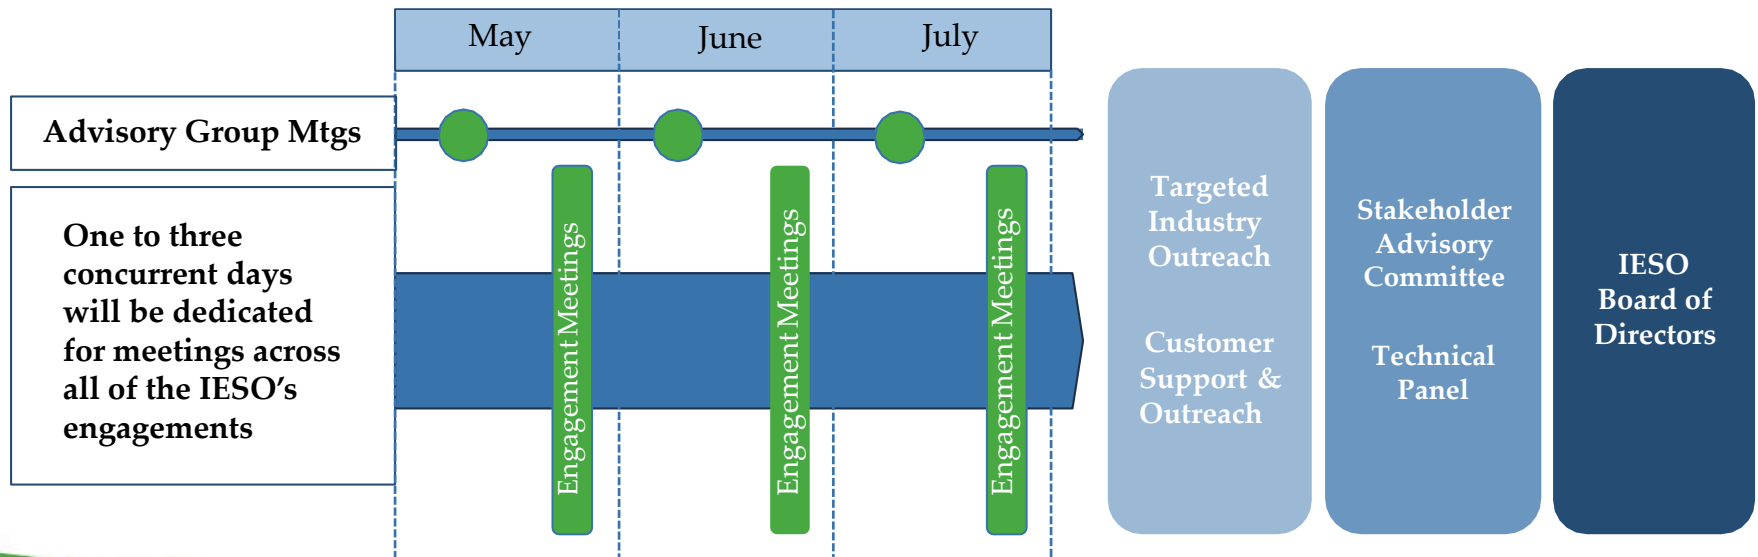 May
June
July
Advisory Group Mtgs
One to three
concurrent days
will be dedicated
for meetings across
all of the IESO's
engagements
Engagement Meetings
Engagement Meetings
Engagement Meetings
Targeted
Industry
Outreach
Customer
Support &
Outreach
Stakeholder
Advisory
Committee
Technical
Panel
IESO
Board of
Directors